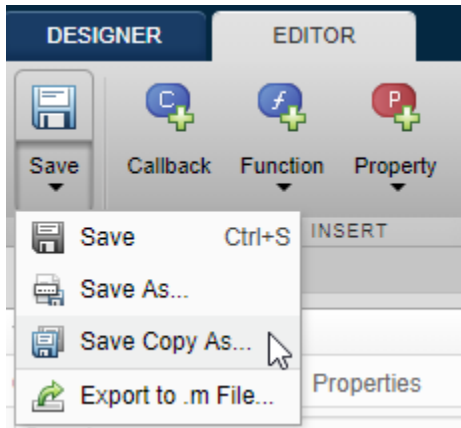 DESIGNER
EDITOR
C
f
P
Save
Callback
Function
Property
INSERT
Save Ctrl+S
Save As...
Save Copy As...
Export to .m File...
Properties